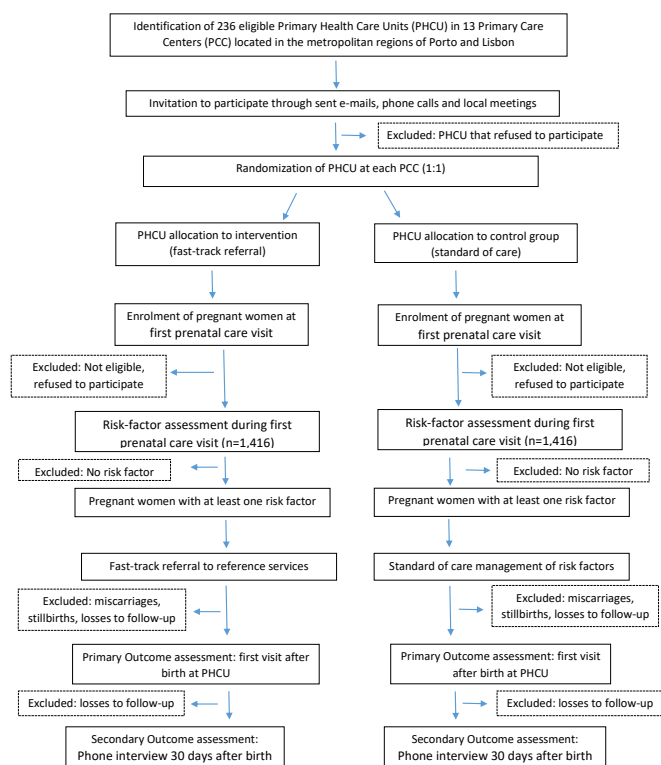 Identification of 236 eligible Primary Health Care Units (PHCU) in 13 Primary Care
Centers (PCC) located in the metropolitan regions of Porto and Lisbon
Invitation to participate through sent e-mails, phone calls and local meetings
Excluded: PHCU that refused to participate
Randomization of PHCU at each PCC (1:1)
PHCU allocation to intervention
(fast-track referral)
PHCU allocation to control group
(standard of care)
Enrolment of pregnant women at
first prenatal care visit
Enrolment of pregnant women at
first prenatal care visit
Excluded: Not eligible,
refused to participate
Excluded: Not eligible,
refused to participate
Risk-factor assessment during first
prenatal care visit (n=1,416)
Risk-factor assessment during first
prenatal care visit (n=1,416)
Excluded: No risk factor
Excluded: No risk factor
Pregnant women with at least one risk factor
Pregnant women with at least one risk factor
Fast-track referral to reference services
Standard of care management of risk factors
Excluded: miscarriages,
stillbirths, losses to follow-up
Excluded: miscarriages,
stillbirths, losses to follow-up
Primary Outcome assessment: first visit after
birth at PHCU
Primary Outcome assessment: first visit after
birth at PHCU
Excluded: losses to follow-up
Excluded: losses to follow-up
Secondary Outcome assessment:
Phone interview 30 days after birth
Secondary Outcome assessment:
Phone interview 30 days after birth